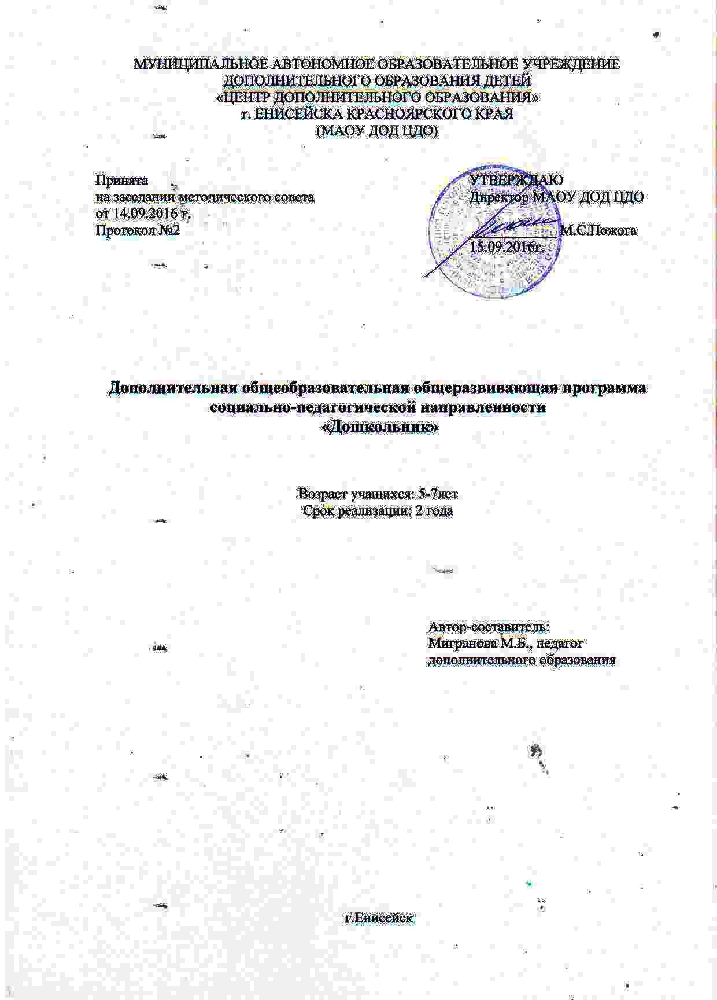 МУНИЦИПАЛЬНОЕ АВТОНОМНОЕ ОБРАЗОВАТЕЛЬНОЕ УЧРЕЖДЕНИЕ
ДОПОЛНИТЕЛЬНОГО ОБРАЗОВАНИЯ ДЕТЕЙ
«ЦЕНТР ДОПОЛНИТЕЛЬНОГО ОБРАЗОВАНИЯ»
г. ЕНИСЕЙСКА КРАСНОЯРСКОГО КРАЯ
(МАОУ ДОД ЦДО)
Принята
на заседании методического совета
от 14.09.2016 г.
Протокол №2
УТВЕРЖДАЮ
Директор МАОУ ДОД ЦДО
М.С.Пожога
15.09.2016г.
Дополнительная общеобразовательная общеразвивающая программа
социально-педагогической направленности
«Дошкольник»
Возраст учащихся: 5-7лет
Срок реализации: 2 года
Автор-составитель:
Мигранова М.Б., педагог
дополнительного образования
г.Енисейск